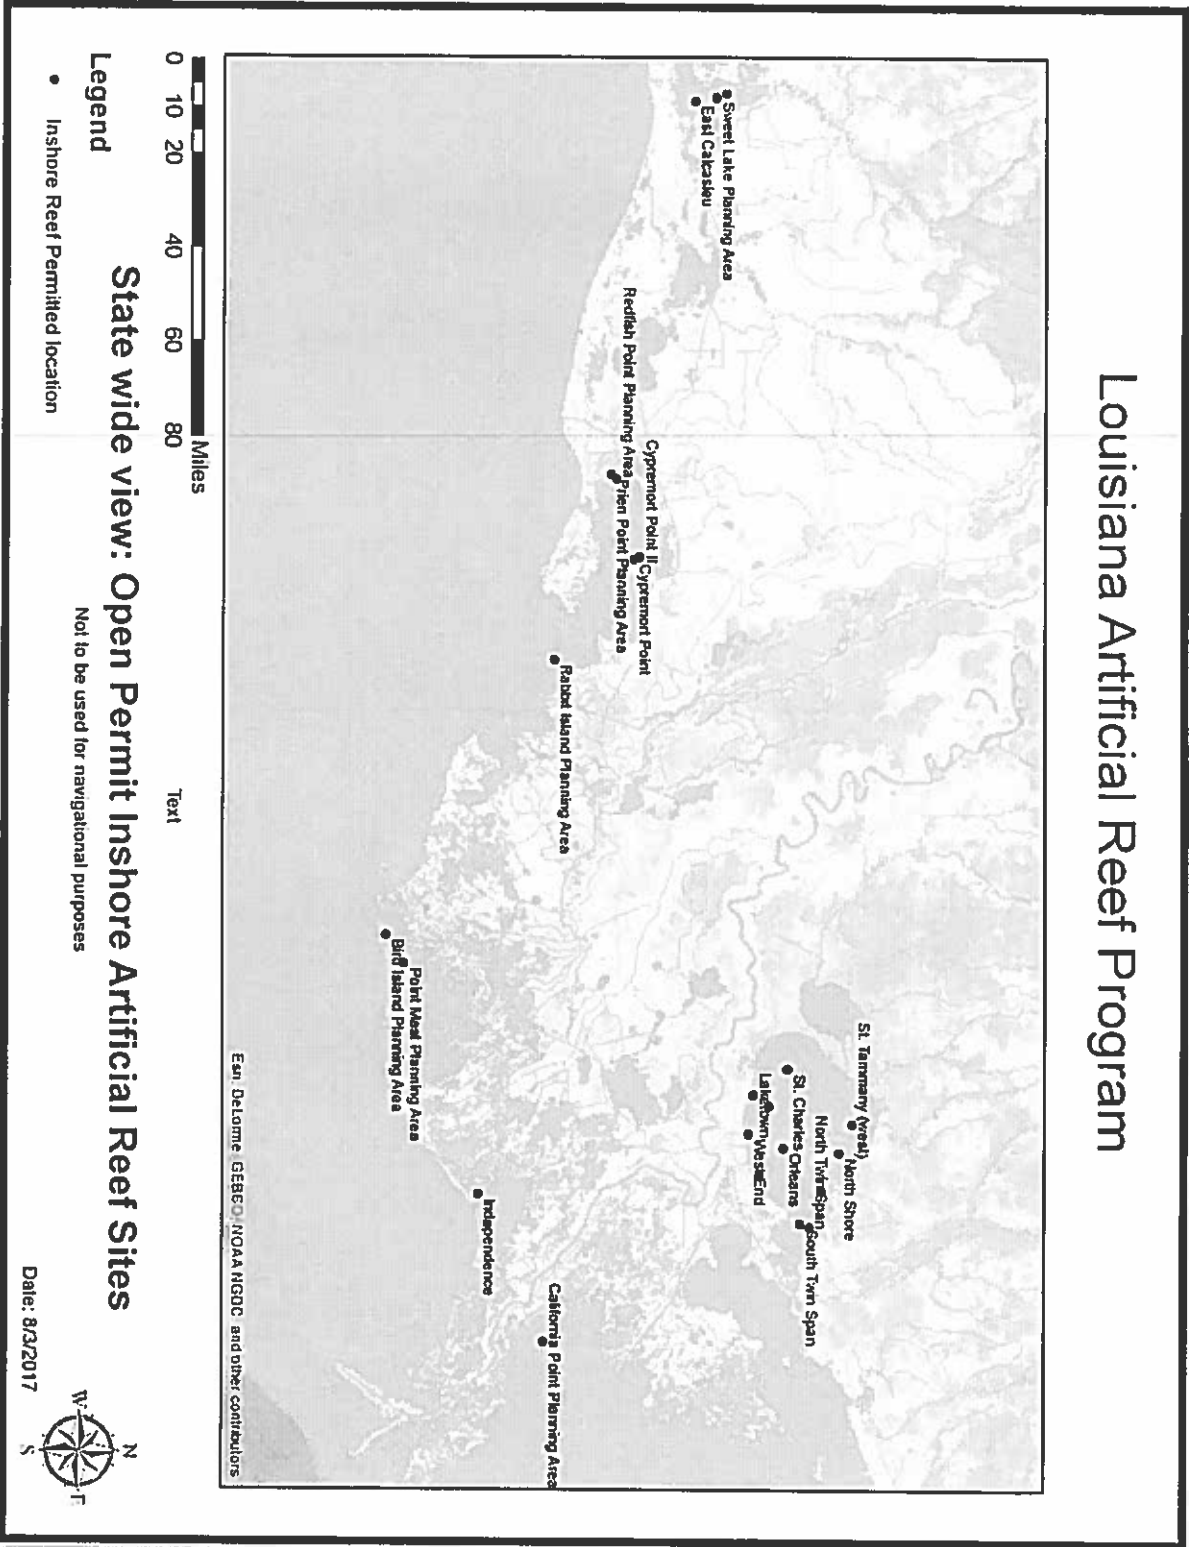 Louisiana Artificial Reef Program
Sweet Lake Planning Area
East Calcasieu
Redfish Point Planning Area
Prien Point Planning Area
Cypremort Point II
Cypremort Point
Rabbit Island Planning Area
Point Mast Planning Area
Bird Island Planning Area
St. Tammany (west)
North Shore
North Twin Span
South Twin Span
St. Charles
Orleans
Laketown
West End
Independence
California Point Planning Area
Esri, DeLorme, GEBCO, NOAA NGDC, and other contributors
0 10 20 40 60 80
Miles
Text
State wide view: Open Permit Inshore Artificial Reef Sites
Legend
Inshore Reef Permitted location
Not to be used for navigational purposes
Date: 8/3/2017
N
W
E
S